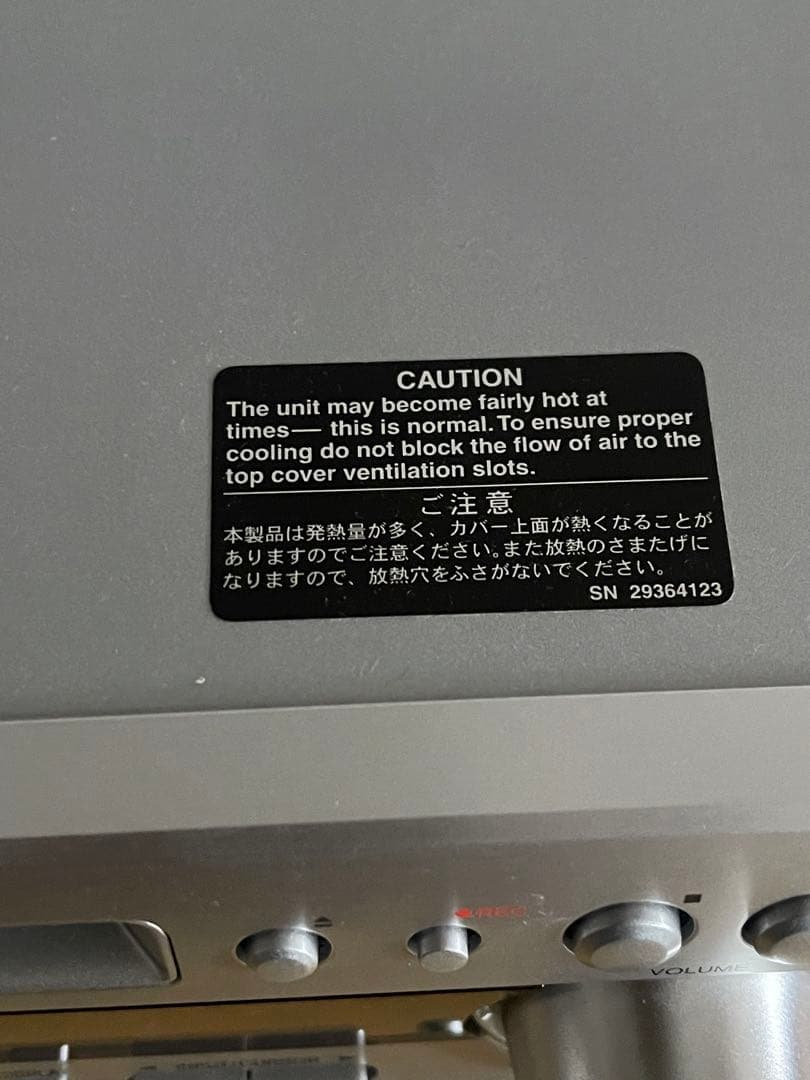 CAUTION
The unit may become fairly hot at
times— this is normal. To ensure proper
cooling do not block the flow of air to the
top cover ventilation slots.
ご注意
本製品は発熱量が多く、カバー上面が熱くなることが
ありますのでご注意ください。また放熱のさまたげに
なりますので、放熱穴をふさがないでください。
SN 29364123
REC
VOLUME